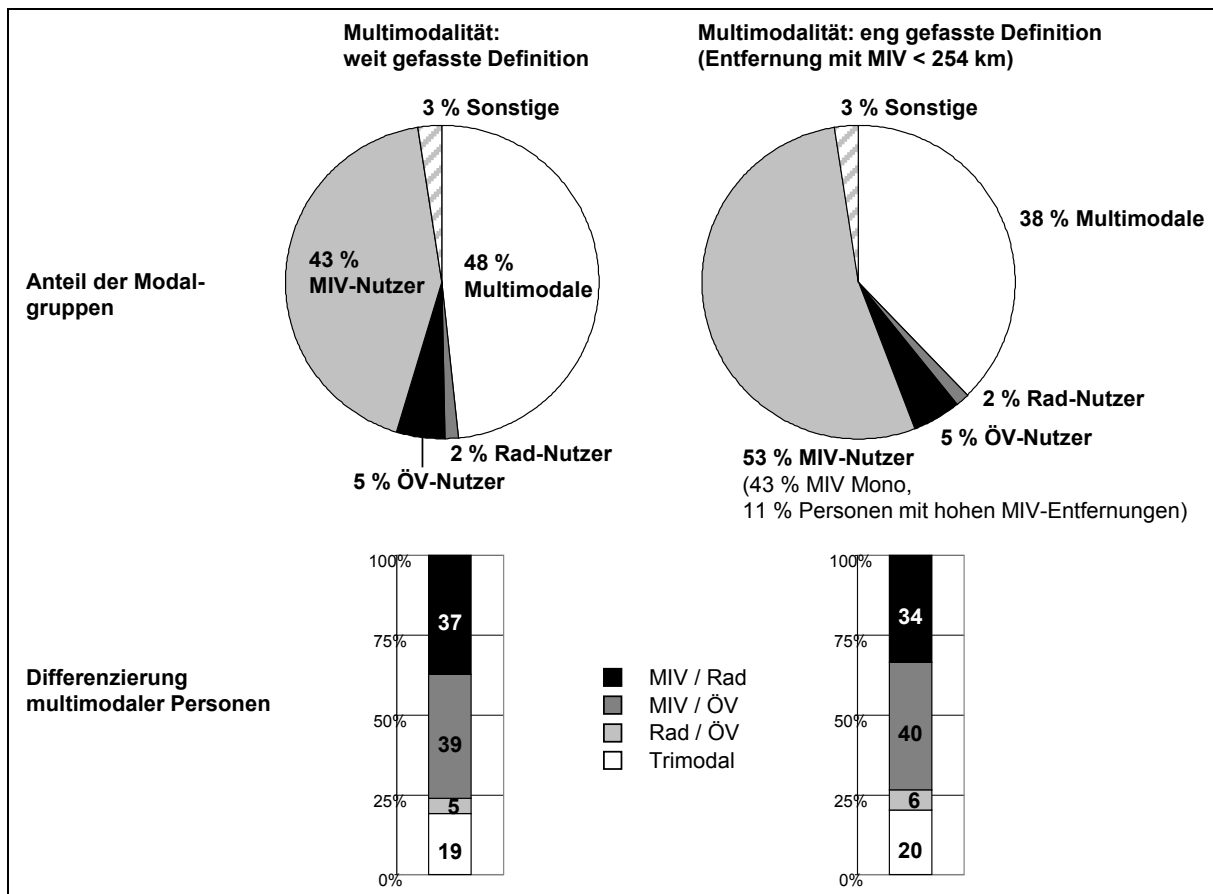 Multimodalität:
weit gefasste Definition
Multimodalität: eng gefasste Definition
(Entfernung mit MIV < 254 km)
Anteil der Modal-
gruppen
3 % Sonstige
43 %
MIV-Nutzer
48 %
Multimodale
2 % Rad-Nutzer
5 % ÖV-Nutzer
3 % Sonstige
38 % Multimodale
2 % Rad-Nutzer
5 % ÖV-Nutzer
53 % MIV-Nutzer
(43 % MIV Mono,
11 % Personen mit hohen MIV-Entfernungen)
Differenzierung
multimodaler Personen
100%
75%
50%
25%
0%
37
39
5
19
MIV / Rad
MIV / ÖV
Rad / ÖV
Trimodal
100%
75%
50%
25%
0%
34
40
6
20